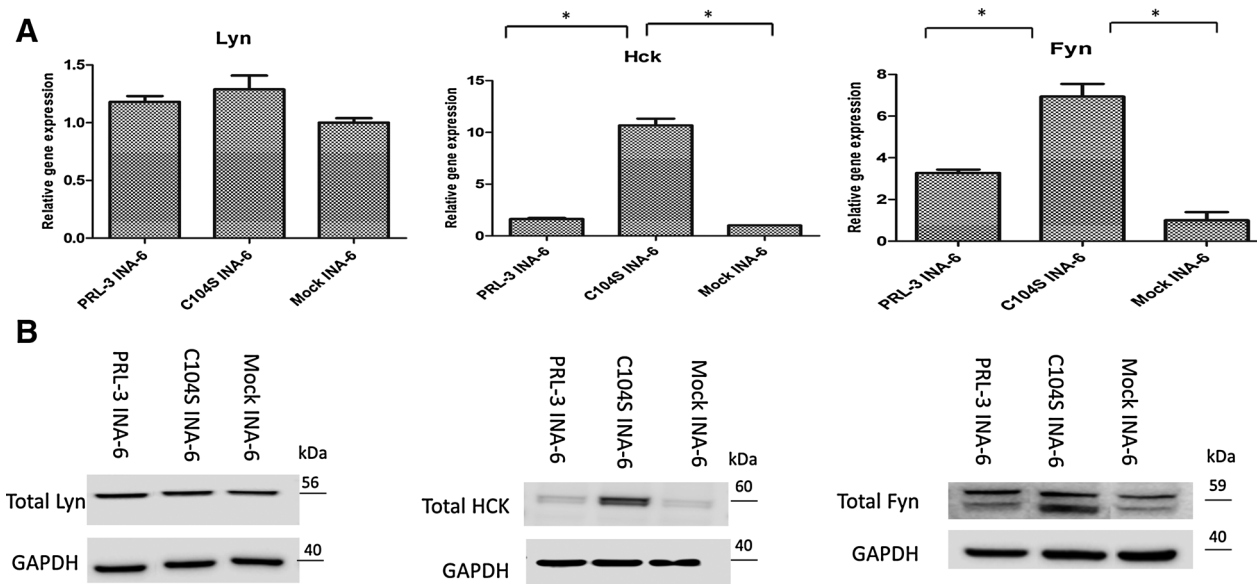 A
Lyn
Relative gene expression
1.5
1.0
0.5
0.0
PRL-3 INA-6
C104S INA-6
Mock INA-6
*
*
Hck
Relative gene expression
15
10
5
0
PRL-3 INA-6
C104S INA-6
Mock INA-6
*
*
Fyn
Relative gene expression
8
6
4
2
0
PRL-3 INA-6
C104S INA-6
Mock INA-6
B
PRL-3 INA-6
C104S INA-6
Mock INA-6
kDa
Total Lyn
56
GAPDH
40
PRL-3 INA-6
C104S INA-6
Mock INA-6
kDa
Total HCK
60
GAPDH
40
PRL-3 INA-6
C104S INA-6
Mock INA-6
kDa
Total Fyn
59
GAPDH
40